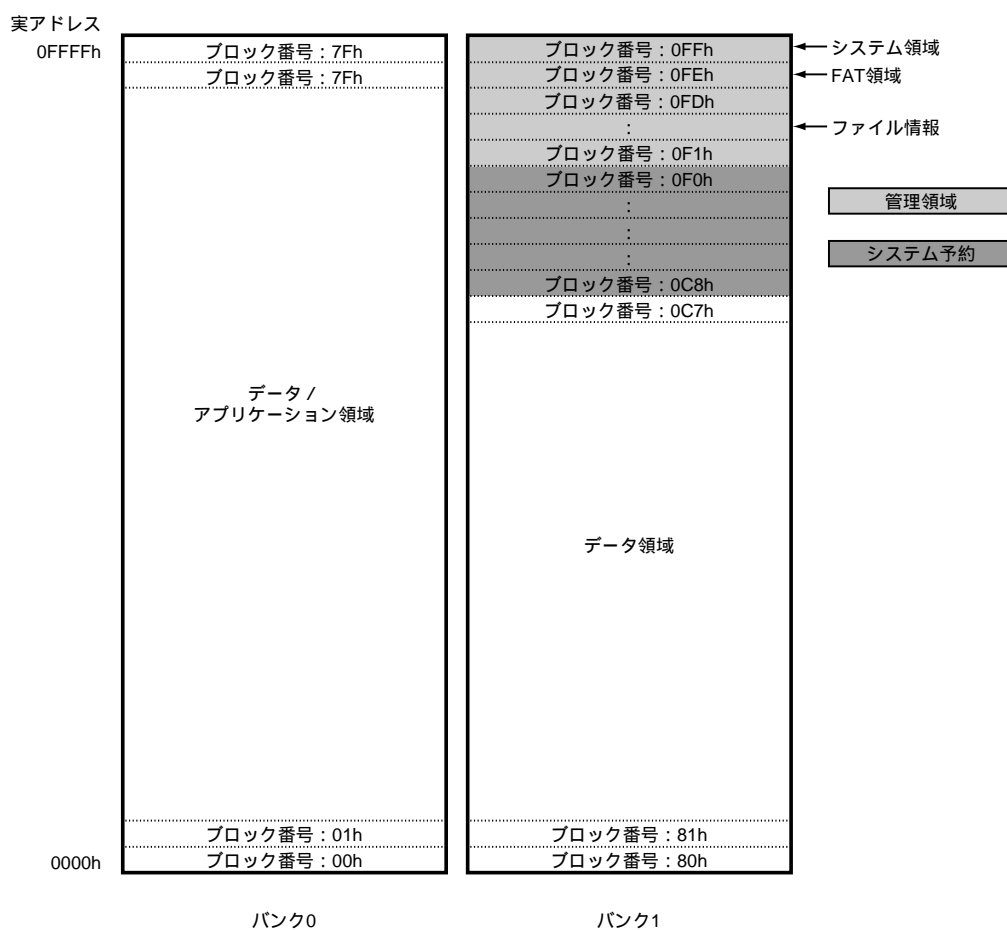 実アドレス
0FFFFh
ブロック番号：7Fh
ブロック番号：7Fh
データ /
アプリケーション領域
ブロック番号：01h
0000h
ブロック番号：00h
バンク0
ブロック番号：0FFh
ブロック番号：0FEh
ブロック番号：0FDh
：
ブロック番号：0F1h
ブロック番号：0F0h
：
：
：
ブロック番号：0C8h
ブロック番号：0C7h
データ領域
ブロック番号：81h
ブロック番号：80h
バンク1
システム領域
FAT領域
ファイル情報
管理領域
システム予約